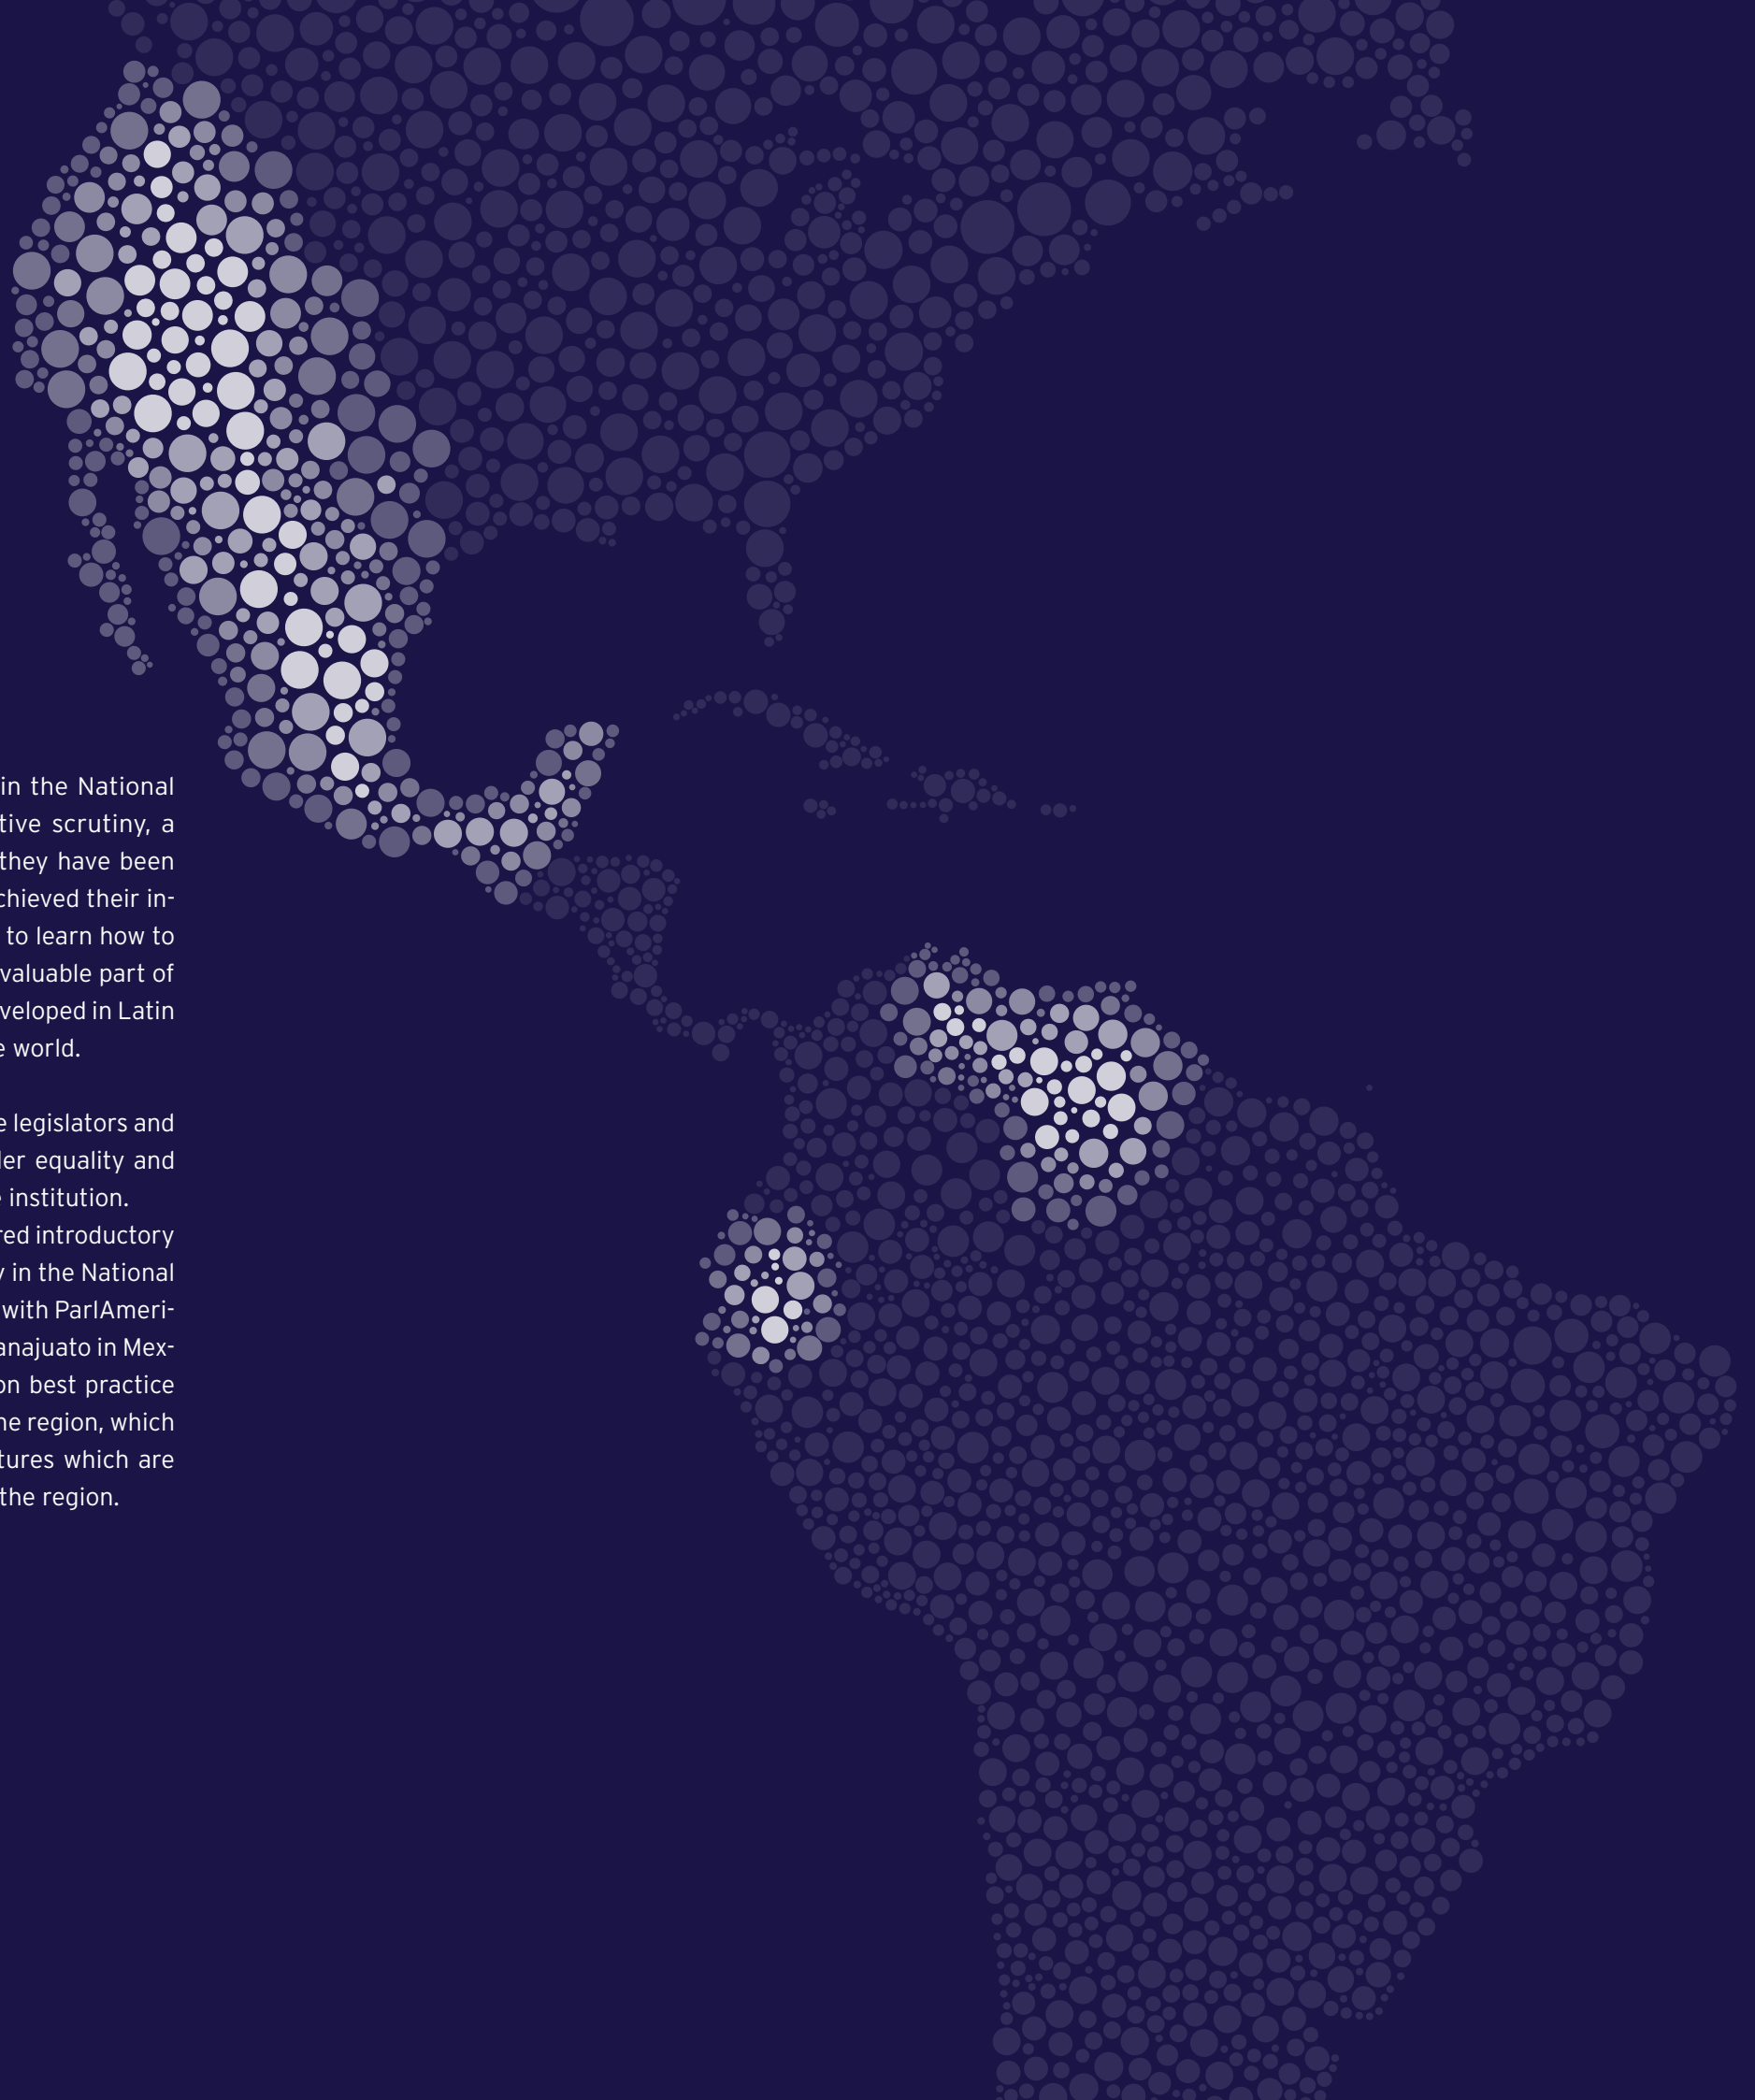 in the National
tive scrutiny, a
they have been
chieved their in-
to learn how to
valuable part of
veloped in Latin
e world.
e legislators and
ler equality and
e institution.
red introductory
y in the National
with ParlAmeri-
anajuato in Mex-
on best practice
he region, which
tures which are
the region.